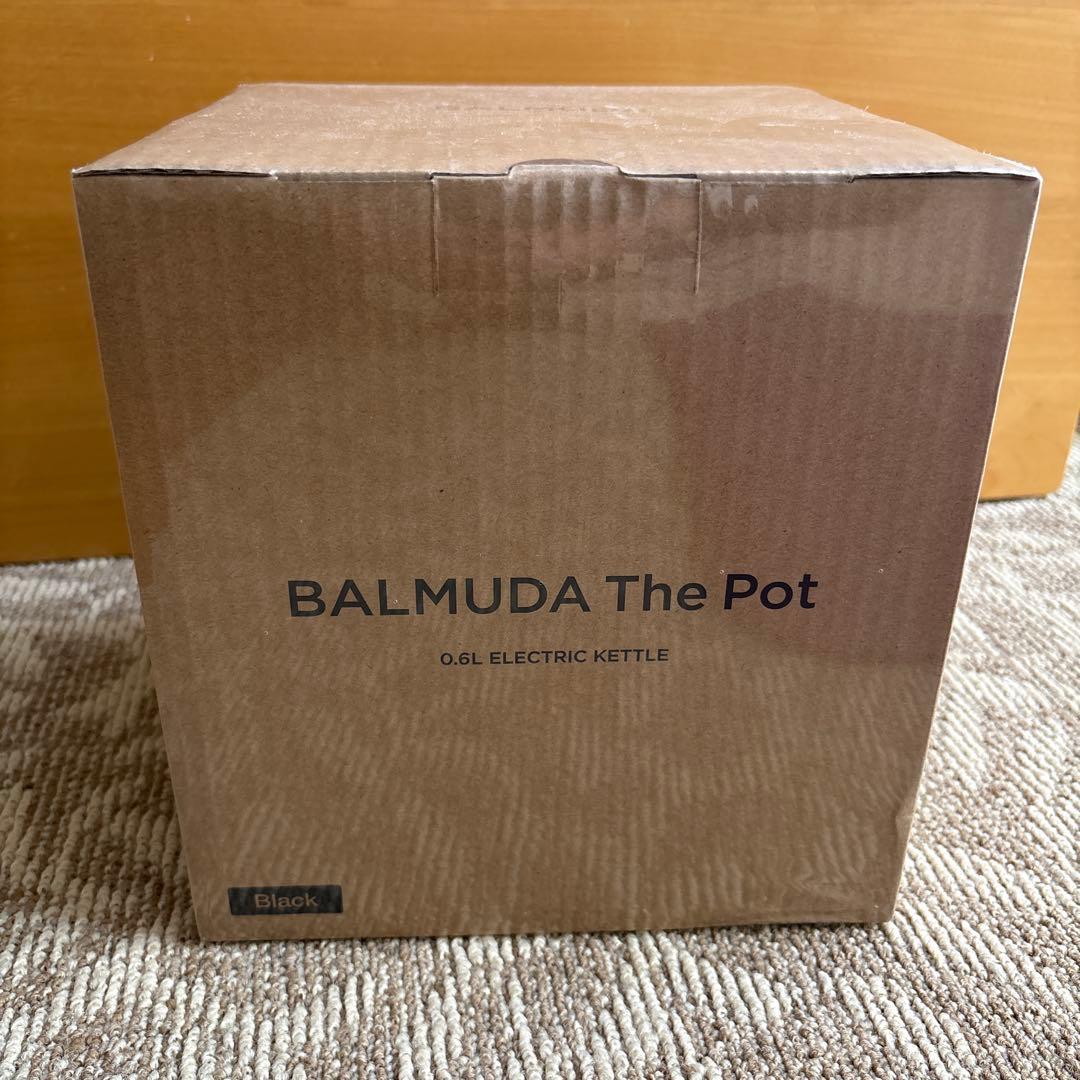 BALMUDA The Pot
0.6L ELECTRIC KETTLE
Black